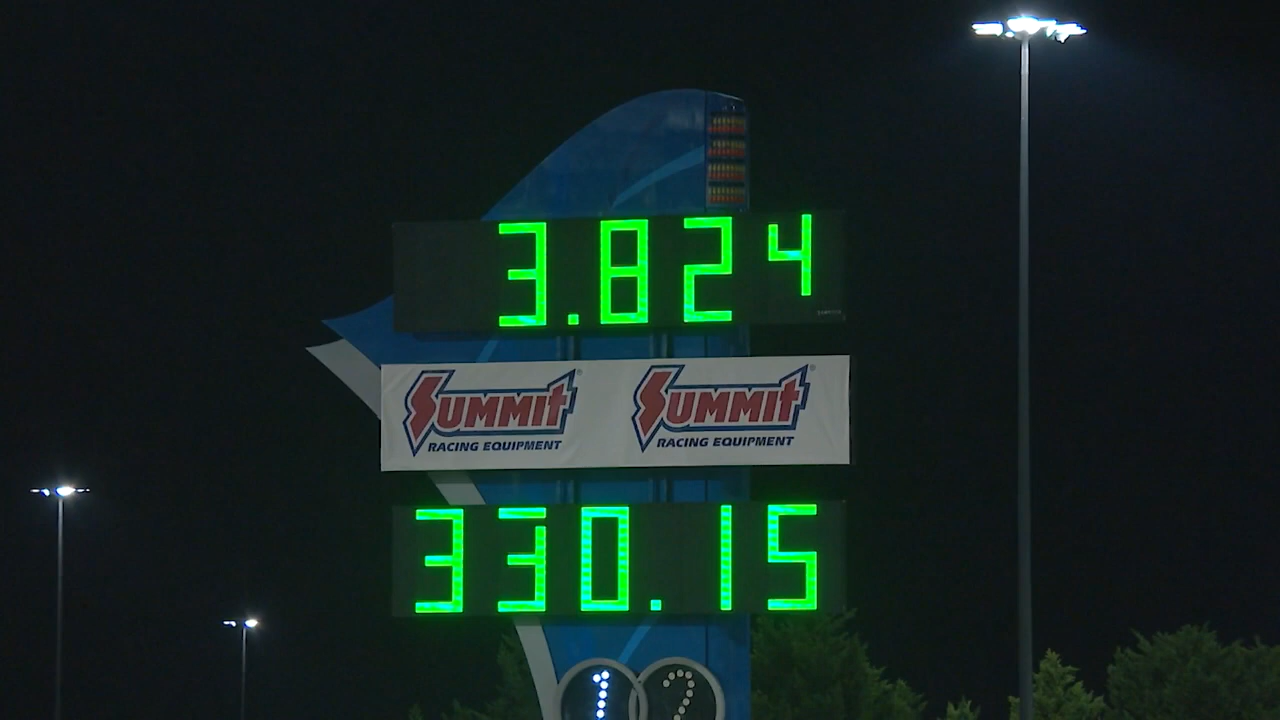 3.824
SUMMIT® SUMMIT®
RACING EQUIPMENT RACING EQUIPMENT
330.15
1 2